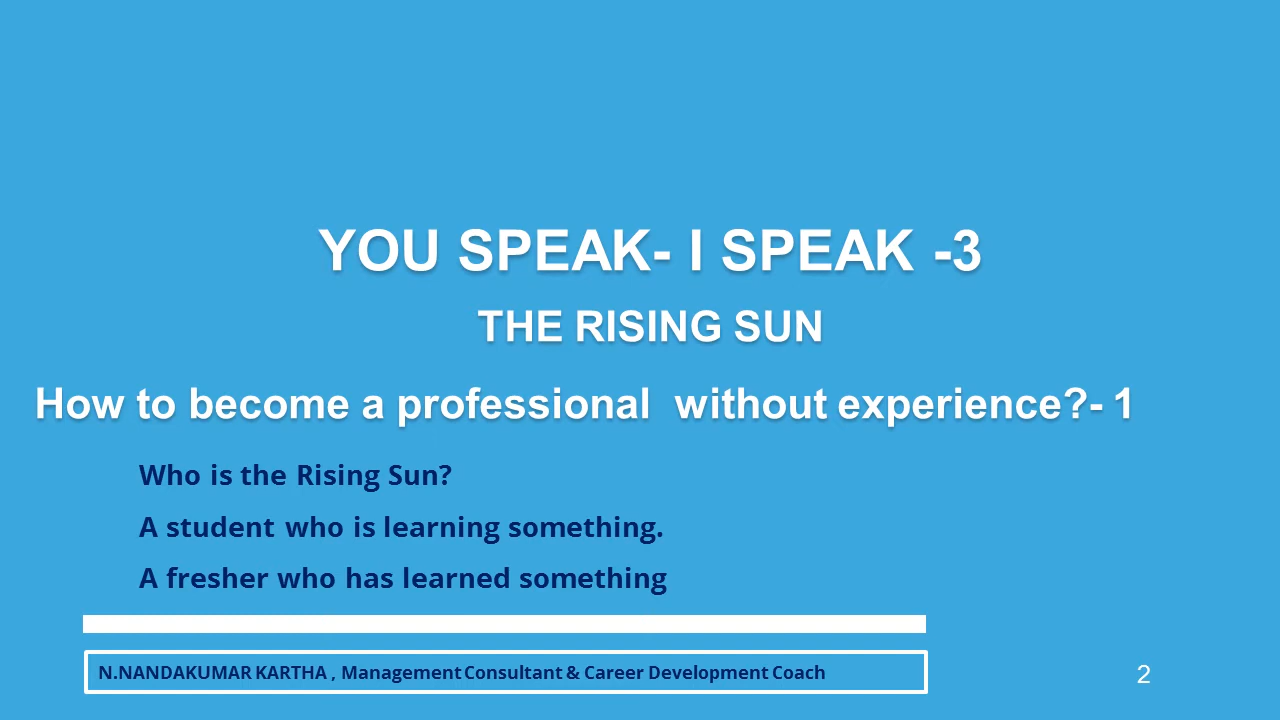 YOU SPEAK- I SPEAK -3
THE RISING SUN
How to become a professional  without experience?- 1
Who is the Rising Sun?
A student who is learning something.
A fresher who has learned something
N.NANDAKUMAR KARTHA , Management Consultant & Career Development Coach
2